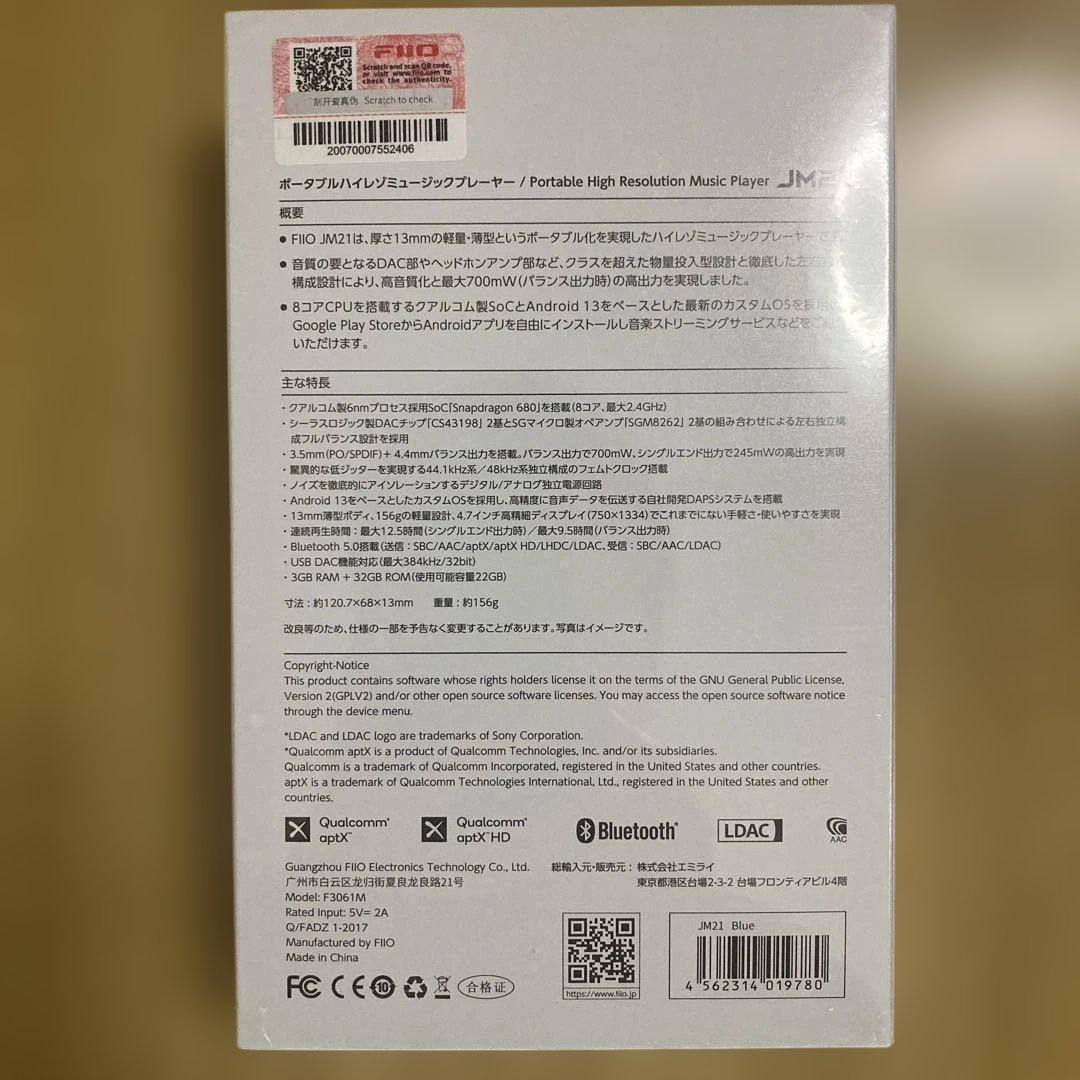 FIIO
Scratch and scan QR code,
or visit www.fiio.com to
check the authenticity.
刮开查真伪 Scratch to check
20070007552406
ポータブルハイレゾミュージックプレーヤー / Portable High Resolution Music Player
概要
● FIIO JM21は、厚さ13mmの軽量・薄型というポータブル化を実現したハイレゾミュージックプレーヤーです
● 音質の要となるDAC部やヘッドホンアンプ部など、クラスを超えた物量投入型設計と徹底した左右
構成設計により、高音質化と最大700mW（バランス出力時）の高出力を実現しました。
● 8コアCPUを搭載するクアルコム製SoCとAndroid 13をベースとした最新のカスタムOSを採用
Google Play StoreからAndroidアプリを自由にインストールし音楽ストリーミングサービスなどをご
いただけます。
主な特長
・クアルコム製6nmプロセス採用SoC「Snapdragon 680」を搭載（8コア、最大2.4GHz）
・シーラスロジック製DACチップ「CS43198」 2基とSGマイクロ製オペアンプ「SGM8262」 2基の組み合わせによる左右独立構
成フルバランス設計を採用
・3.5mm（PO/SPDIF）＋ 4.4mmバランス出力を搭載。バランス出力で700mW、シングルエンド出力で245mWの高出力を実現
・驚異的な低ジッターを実現する44.1kHz系／48kHz系独立構成のフェムトクロック搭載
・ノイズを徹底的にアイソレーションするデジタル/アナログ独立電源回路
・Android 13をベースとしたカスタムOSを採用し、高精度に音声データを伝送する自社開発DAPSシステムを搭載
・13mm薄型ボディ、156gの軽量設計、4.7インチ高精細ディスプレイ（750×1334）でこれまでにない手軽さ・使いやすさを実現
・連続再生時間：最大12.5時間（シングルエンド出力時）／最大9.5時間（バランス出力時）
・Bluetooth 5.0搭載（送信：SBC/AAC/aptX/aptX HD/LHDC/LDAC、受信：SBC/AAC/LDAC）
・USB DAC機能対応（最大384kHz/32bit）
・3GB RAM + 32GB ROM（使用可能容量22GB）
寸法：約120.7×68×13mm　重量：約156g
改良等のため、仕様の一部を予告なく変更することがあります。写真はイメージです。
Copyright-Notice
This product contains software whose rights holders license it on the terms of the GNU General Public License,
Version 2(GPLV2) and/or other open source software licenses. You may access the open source software notice
through the device menu.
*LDAC and LDAC logo are trademarks of Sony Corporation.
*Qualcomm aptX is a product of Qualcomm Technologies, Inc. and/or its subsidiaries.
Qualcomm is a trademark of Qualcomm Incorporated, registered in the United States and other countries.
aptX is a trademark of Qualcomm Technologies International, Ltd., registered in the United States and other
countries.
Qualcomm® aptX™
Qualcomm® aptX™ HD
Bluetooth®
LDAC
AAC
Guangzhou FIIO Electronics Technology Co., Ltd.
广州市白云区龙归街夏良龙良路21号
Model: F3061M
Rated Input: 5V⎓ 2A
Q/FADZ 1-2017
Manufactured by FIIO
Made in China
総輸入元・販売元：株式会社エミライ
東京都港区台場2-3-2 台場フロンティアビル4階
https://www.fiio.jp
JM21 Blue
4 562314 019780
FC CE 10 合格证